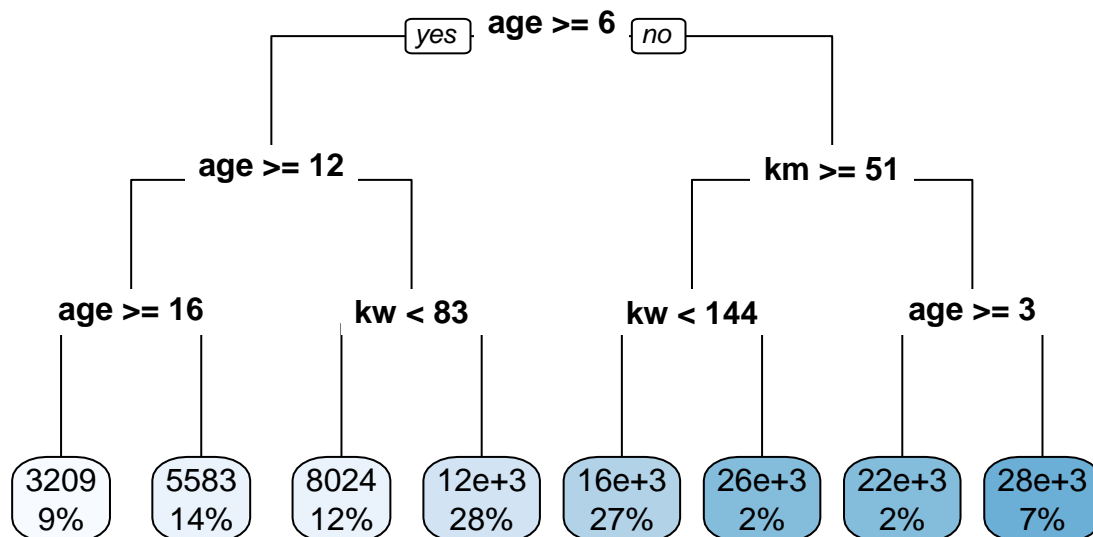 yes age >= 6 no
age >= 12 km >= 51
age >= 16 kw < 83 kw < 144 age >= 3
3209 5583 8024 12e+3 16e+3 26e+3 22e+3 28e+3
9% 14% 12% 28% 27% 2% 2% 7%